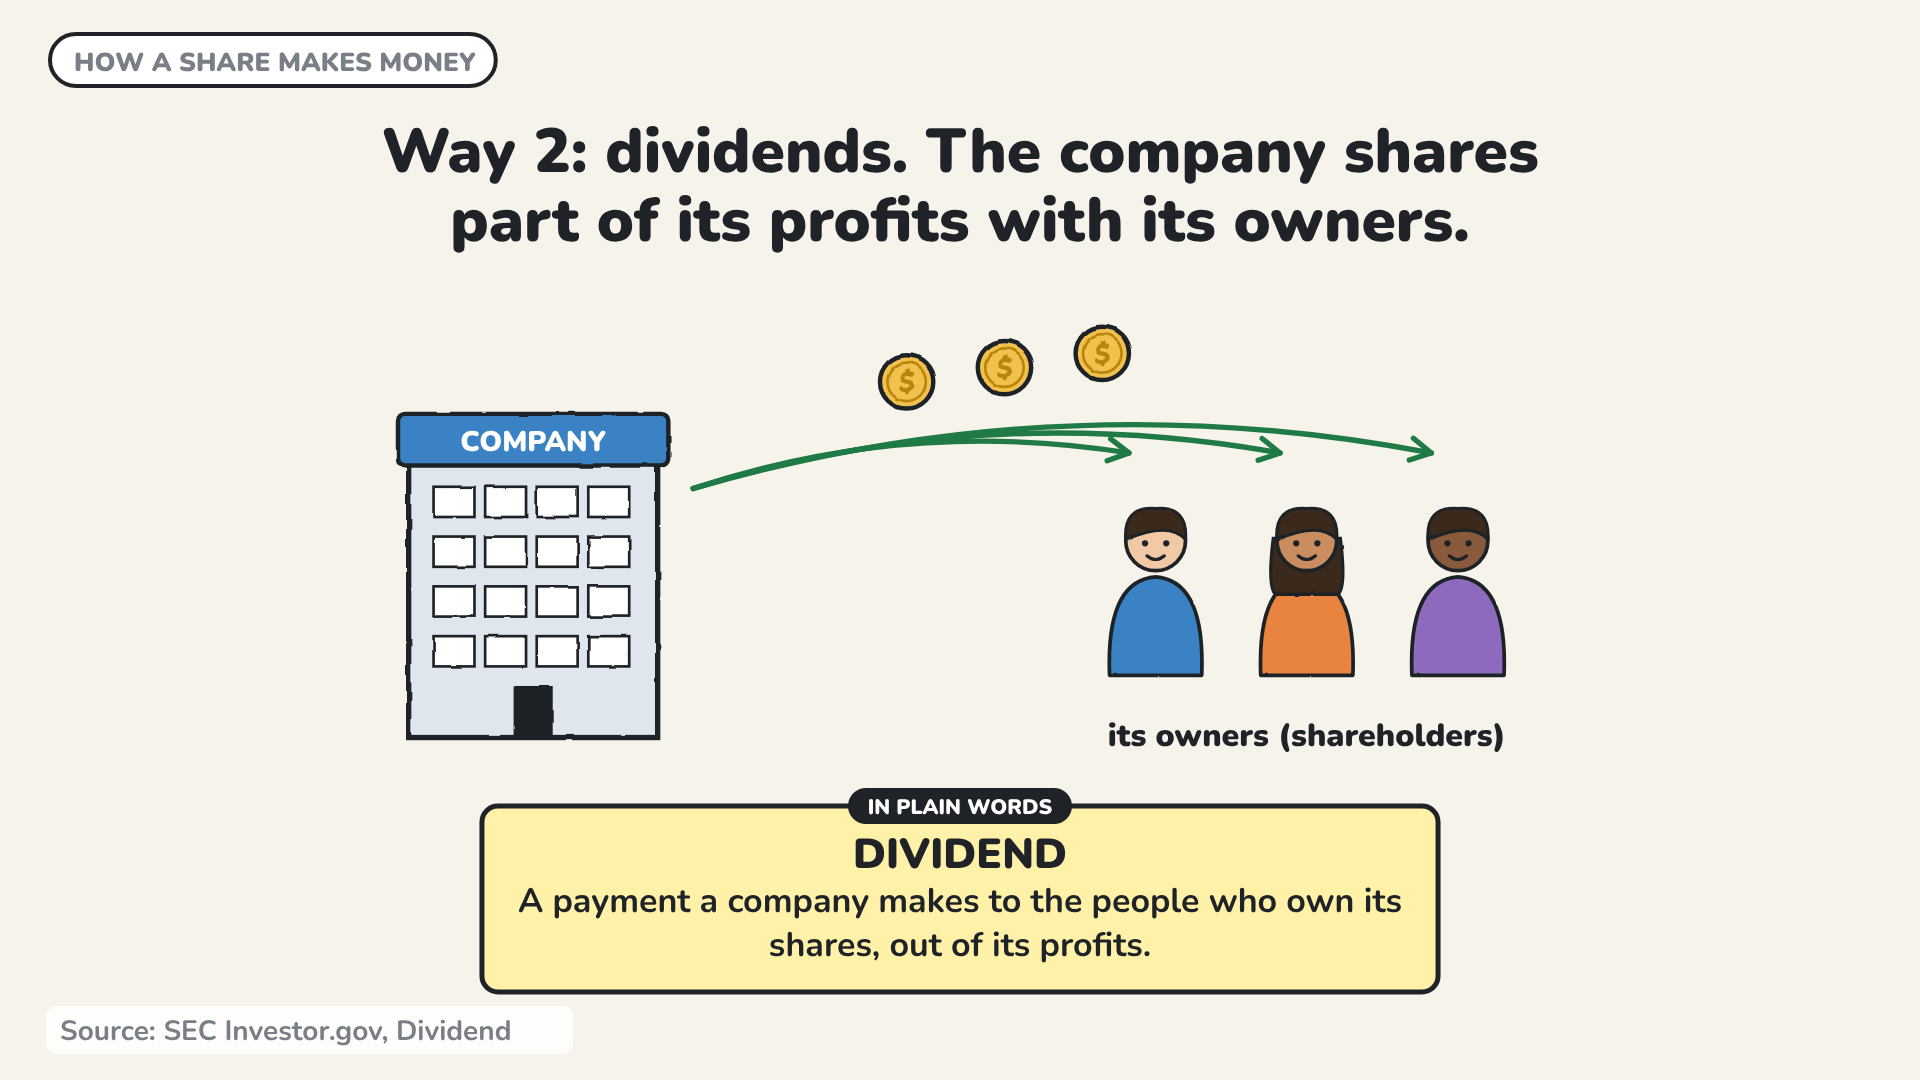 HOW A SHARE MAKES MONEY
Way 2: dividends. The company shares
part of its profits with its owners.
$ $ $
COMPANY
its owners (shareholders)
IN PLAIN WORDS
DIVIDEND
A payment a company makes to the people who own its
shares, out of its profits.
Source: SEC Investor.gov, Dividend